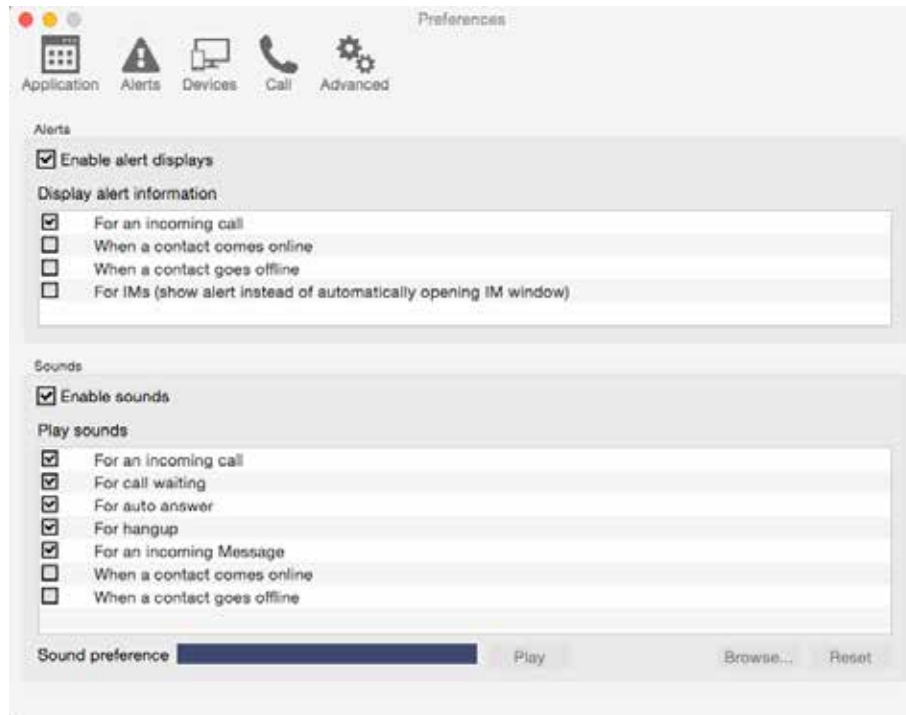 Preferences
Application Alerts Devices Call Advanced
Alerts
Enable alert displays
Display alert information
For an incoming call
When a contact comes online
When a contact goes offline
For IMs (show alert instead of automatically opening IM window)
Sounds
Enable sounds
Play sounds
For an incoming call
For call waiting
For auto answer
For hangup
For an incoming Message
When a contact comes online
When a contact goes offline
Sound preference Play Browse... Reset